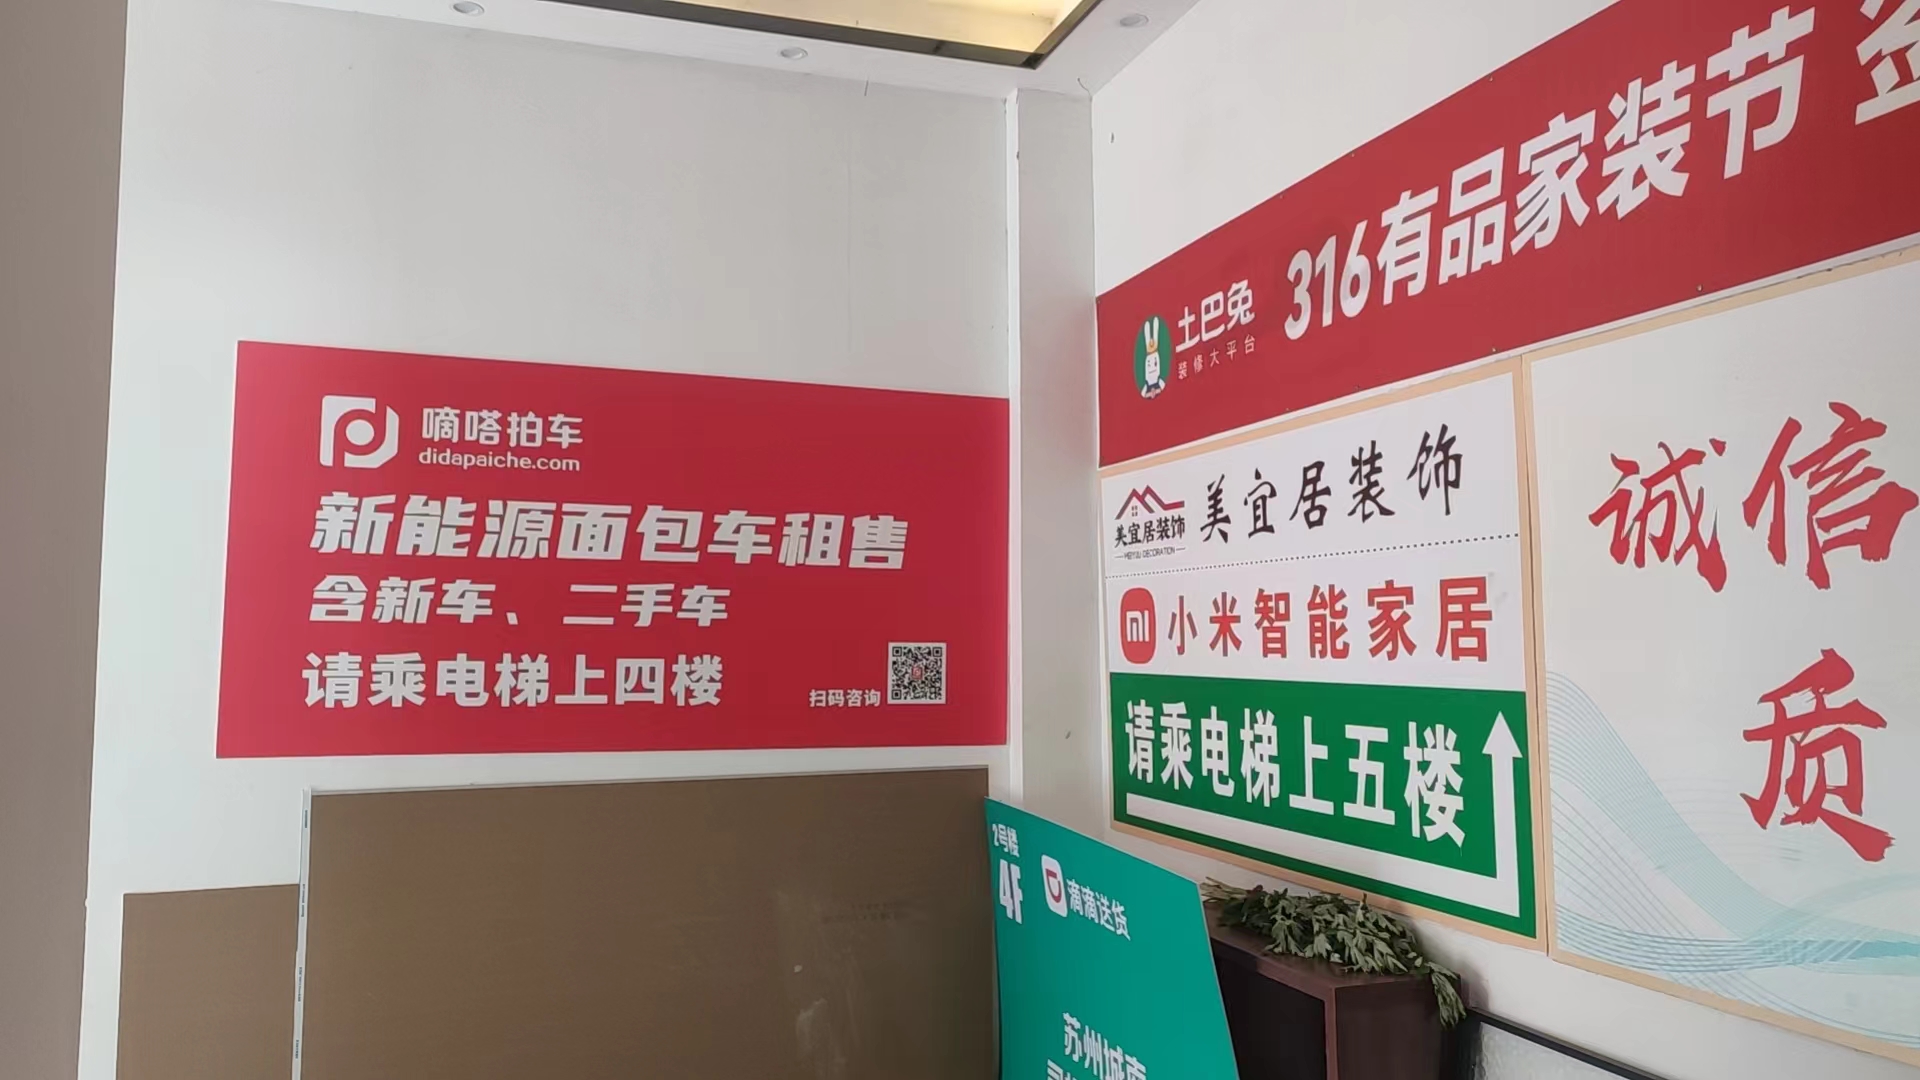 嘀嗒拍车
didapaiche.com
新能源面包车租售
含新车、二手车
请乘电梯上四楼
扫码咨询
土巴兔
装修大平台
316有品家装节
美宜居装饰
美宜居装饰
小米智能家居
请乘电梯上五楼
诚信
质
2号楼
4F
滴滴送货
苏州城南